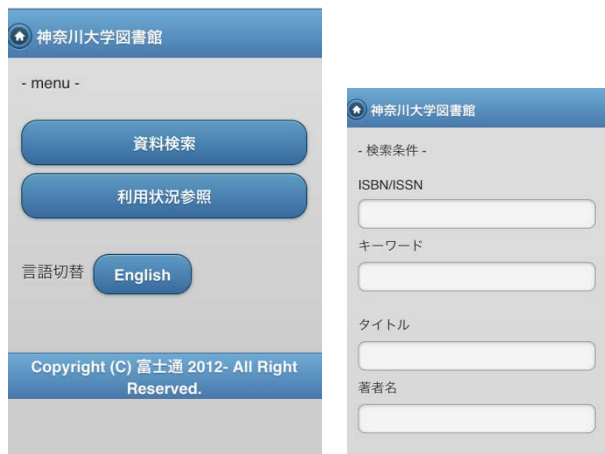 神奈川大学図書館
- menu -
資料検索
利用状況参照
言語切替 English
Copyright (C) 富士通 2012- All Right
Reserved.
神奈川大学図書館
- 検索条件 -
ISBN/ISSN
キーワード
タイトル
著者名